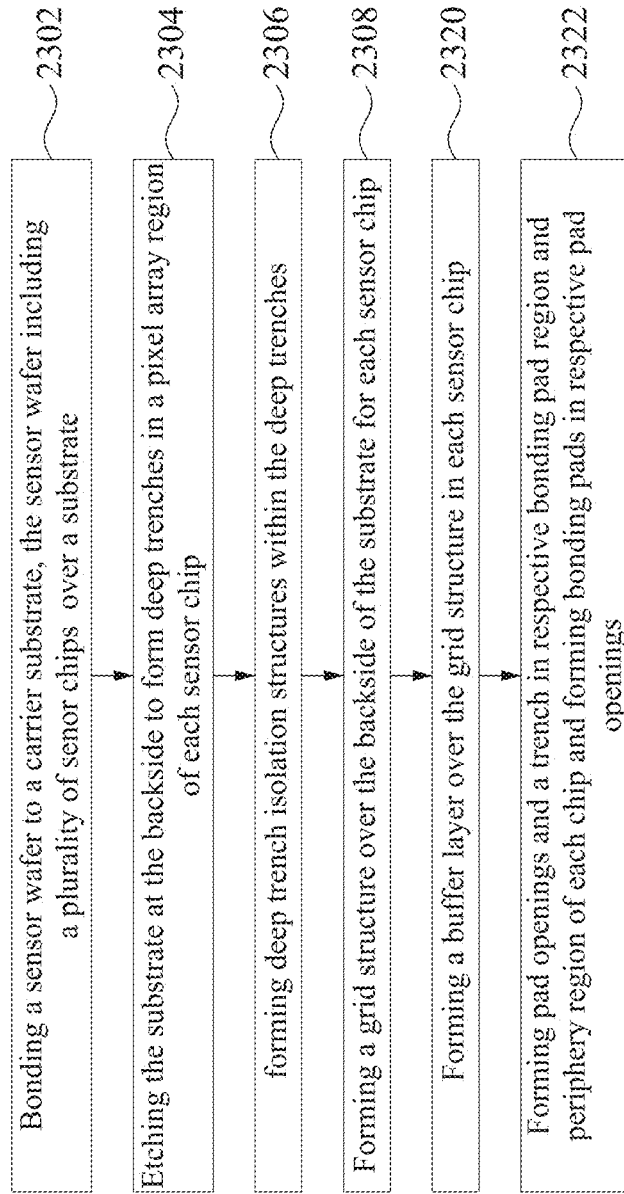 Bonding a sensor wafer to a carrier substrate, the sensor wafer including
a plurality of senor chips over a substrate
2302
Etching the substrate at the backside to form deep trenches in a pixel array region
of each sensor chip
2304
forming deep trench isolation structures within the deep trenches
2306
Forming a grid structure over the backside of the substrate for each sensor chip
2308
Forming a buffer layer over the grid structure in each sensor chip
2320
Forming pad openings and a trench in respective bonding pad region and
periphery region of each chip and forming bonding pads in respective pad
openings
2322